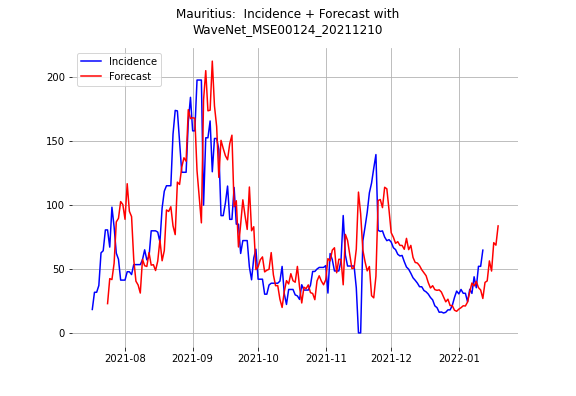 Mauritius:  Incidence + Forecast with
WaveNet_MSE00124_20211210
Incidence
Forecast
200
150
100
50
0
2021-08
2021-09
2021-10
2021-11
2021-12
2022-01